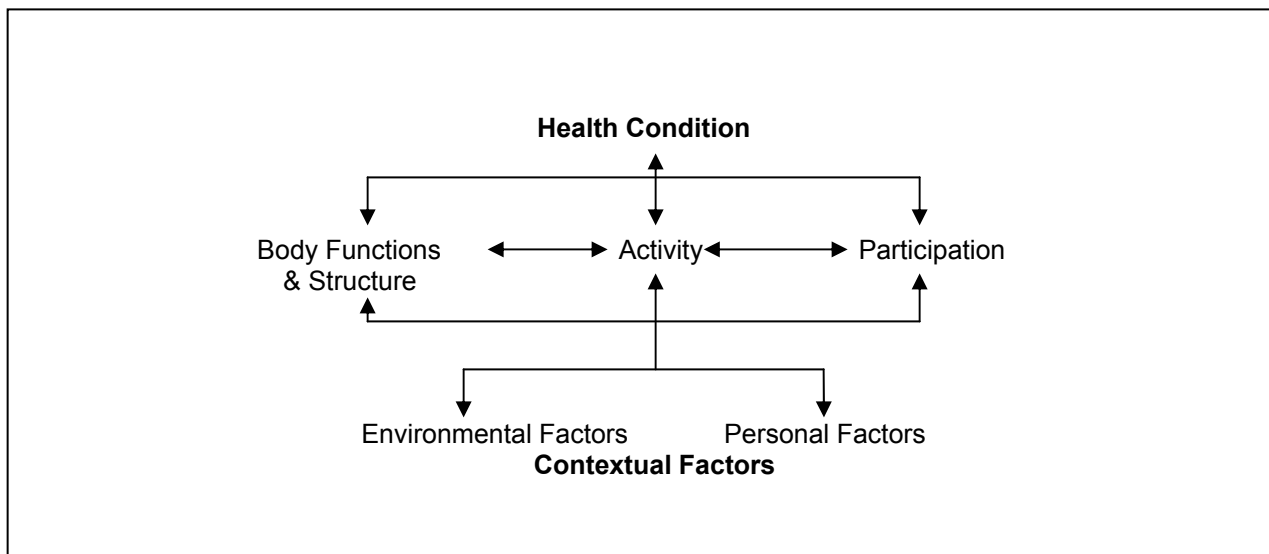 Health Condition
Body Functions Activity Participation
& Structure
Environmental Factors Personal Factors
Contextual Factors